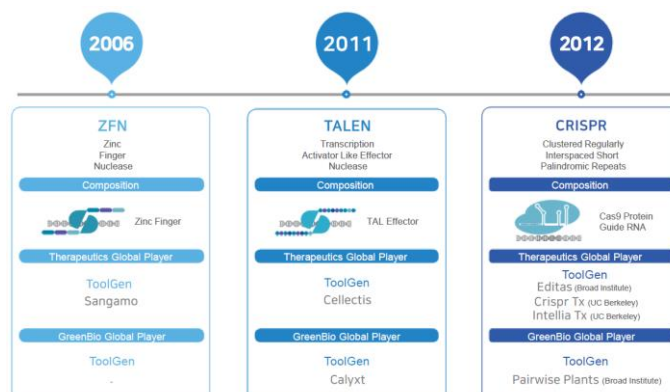 2006
2011
2012
ZFN
Zinc
Finger
Nuclease
Composition
Zinc Finger
Therapeutics Global Player
ToolGen
Sangamo
GreenBio Global Player
ToolGen
-
TALEN
Transcription
Activator Like Effector
Nuclease
Composition
TAL Effector
Therapeutics Global Player
ToolGen
Cellectis
GreenBio Global Player
ToolGen
Calyxt
CRISPR
Clustered Regularly
Interspaced Short
Palindromic Repeats
Composition
Cas9 Protein
Guide RNA
Therapeutics Global Player
ToolGen
Editas (Broad Institute)
Crispr Tx (UC Berkeley)
Intellia Tx (UC Berkeley)
GreenBio Global Player
ToolGen
Pairwise Plants (Broad Institute)